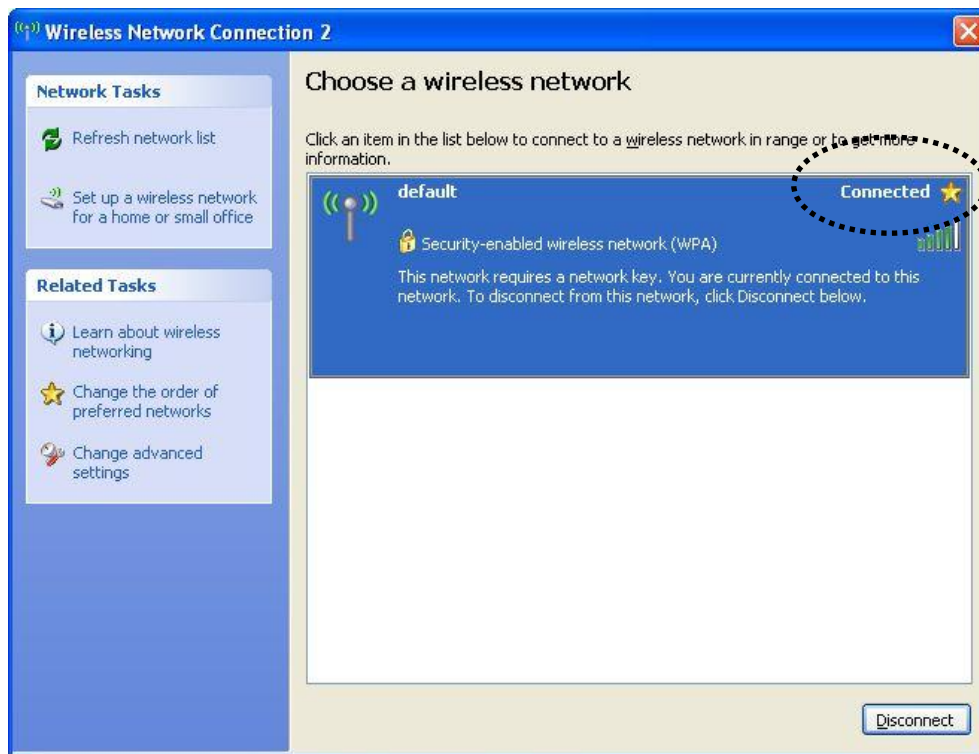 Wireless Network Connection 2
Network Tasks
Refresh network list
Set up a wireless network
for a home or small office
Related Tasks
Learn about wireless
networking
Change the order of
preferred networks
Change advanced
settings
Choose a wireless network
Click an item in the list below to connect to a wireless network in range or to get more
information.
default
Connected
Security-enabled wireless network (WPA)
This network requires a network key. You are currently connected to this
network. To disconnect from this network, click Disconnect below.
Disconnect